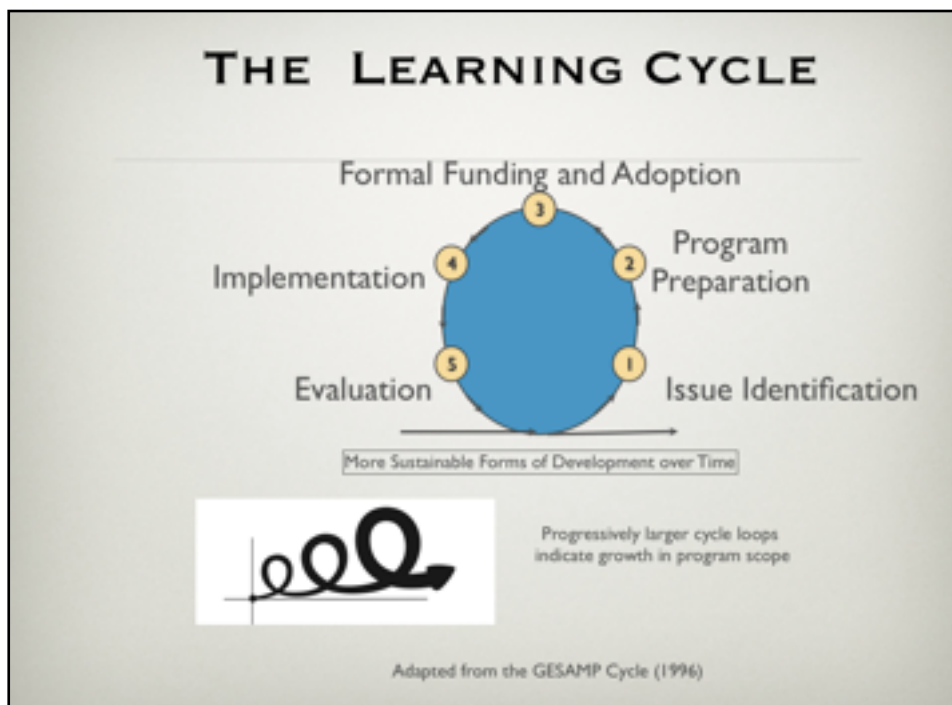 THE LEARNING CYCLE
Formal Funding and Adoption
3
4
2
Program
Preparation
Implementation
5
1
Evaluation
Issue Identification
More Sustainable Forms of Development over Time
Progressively larger cycle loops
indicate growth in program scope
Adapted from the GESAMP Cycle (1996)